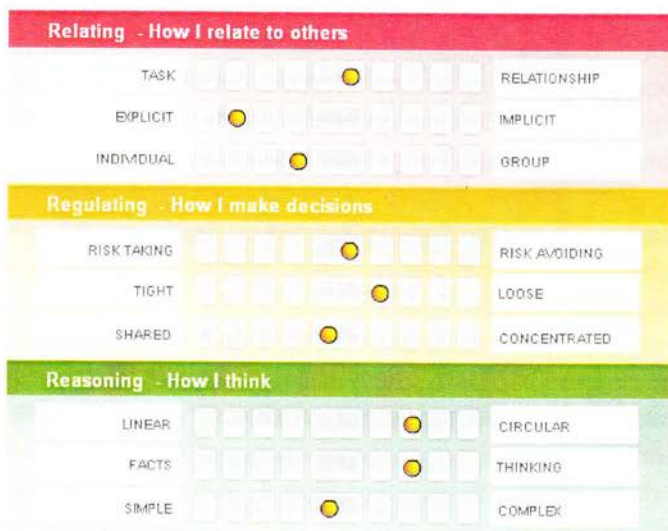 Relating - How I relate to others
TASK RELATIONSHIP
EXPLICIT IMPLICIT
INDIVIDUAL GROUP
Regulating - How I make decisions
RISK TAKING RISK AVOIDING
TIGHT LOOSE
SHARED CONCENTRATED
Reasoning - How I think
LINEAR CIRCULAR
FACTS THINKING
SIMPLE COMPLEX